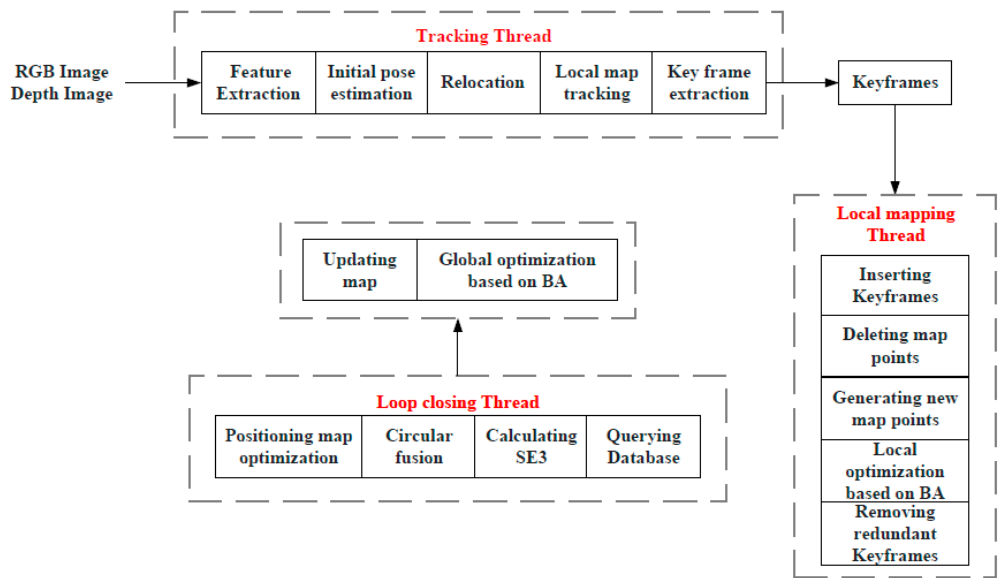 Tracking Thread
RGB Image
Depth Image
Feature
Extraction
Initial pose
estimation
Relocation
Local map
tracking
Key frame
extraction
Keyframes
Local mapping
Thread
Inserting
Keyframes
Deleting map
points
Generating new
map points
Local
optimization
based on BA
Removing
redundant
Keyframes
Updating
map
Global optimization
based on BA
Loop closing Thread
Positioning map
optimization
Circular
fusion
Calculating
SE3
Querying
Database